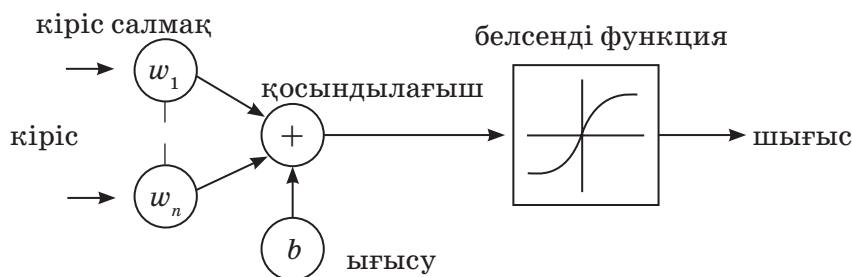 кіріс салмақ
белсенді функция
w₁
қосындылағыш
кіріс
+
шығыс
wₙ
b
ығысу